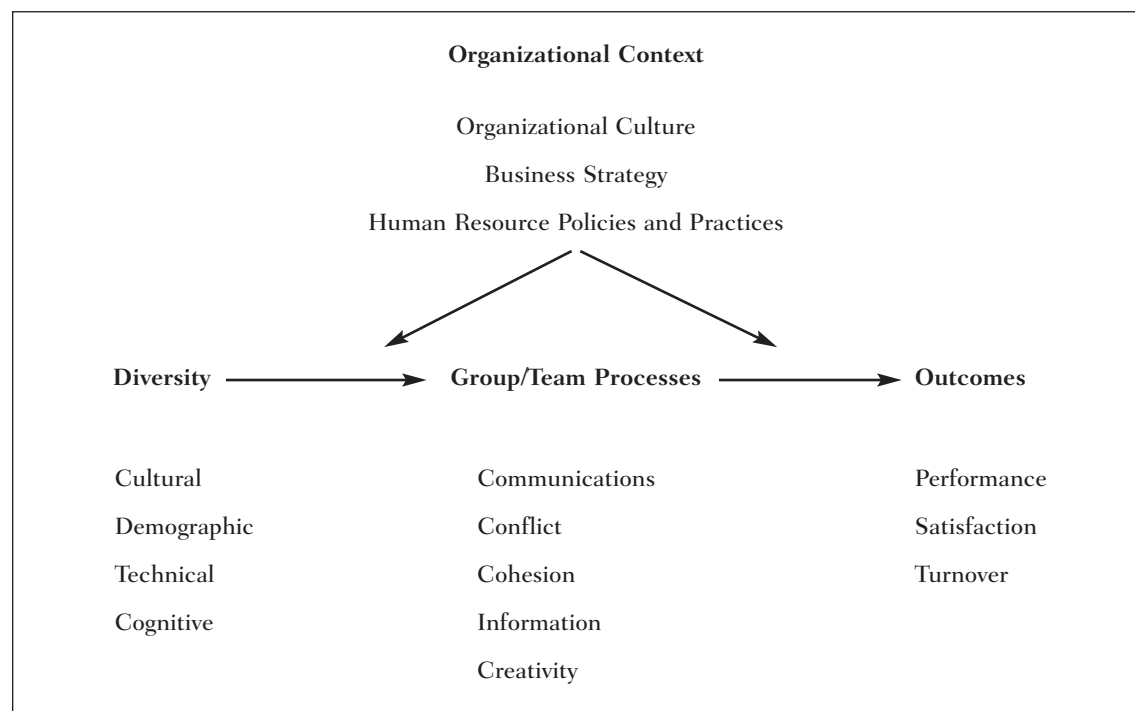 Organizational Context
Organizational Culture
Business Strategy
Human Resource Policies and Practices
Diversity
Group/Team Processes
Outcomes
Cultural
Demographic
Technical
Cognitive
Communications
Conflict
Cohesion
Information
Creativity
Performance
Satisfaction
Turnover